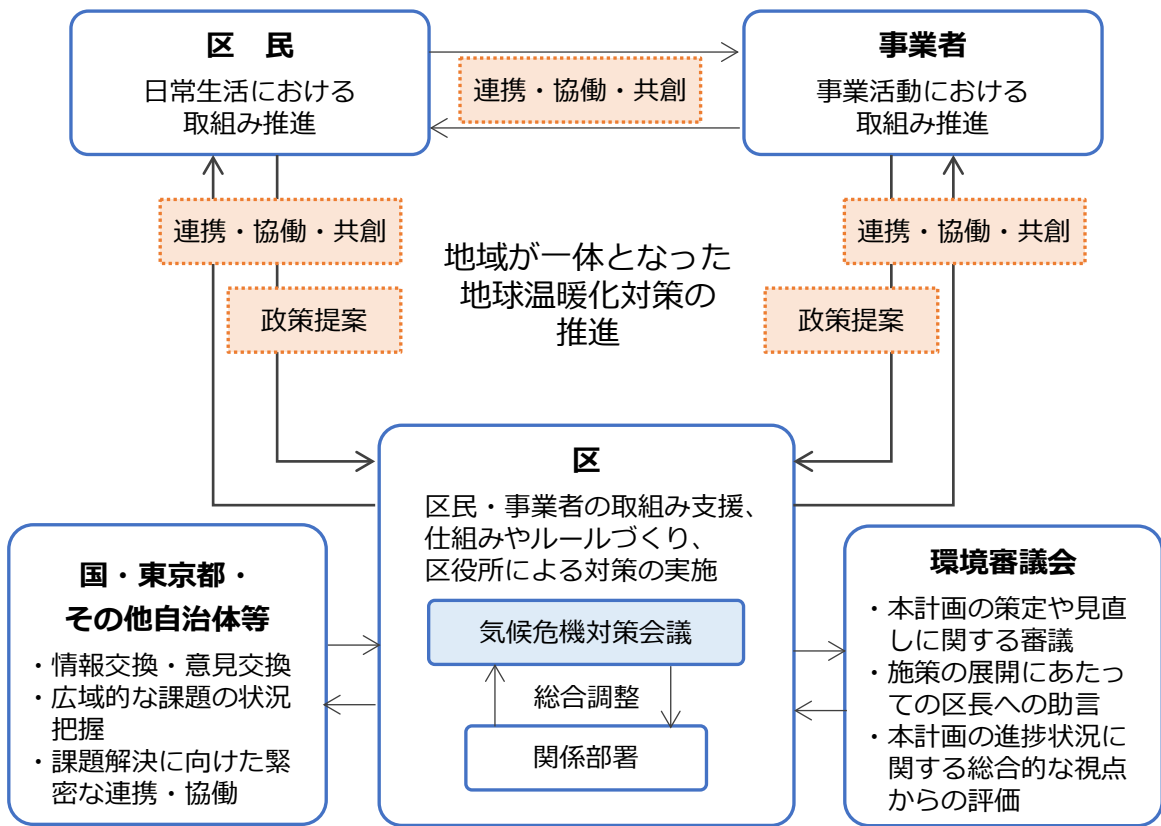 区　民
日常生活における
取組み推進
連携・協働・共創
事業者
事業活動における
取組み推進
連携・協働・共創
政策提案
地域が一体となった
地球温暖化対策の
推進
連携・協働・共創
政策提案
区
区民・事業者の取組み支援、
仕組みやルールづくり、
区役所による対策の実施
気候危機対策会議
総合調整
関係部署
国・東京都・
その他自治体等
・情報交換・意見交換
・広域的な課題の状況
把握
・課題解決に向けた緊
密な連携・協働
環境審議会
・本計画の策定や見直
しに関する審議
・施策の展開にあたっ
ての区長への助言
・本計画の進捗状況に
関する総合的な視点
からの評価